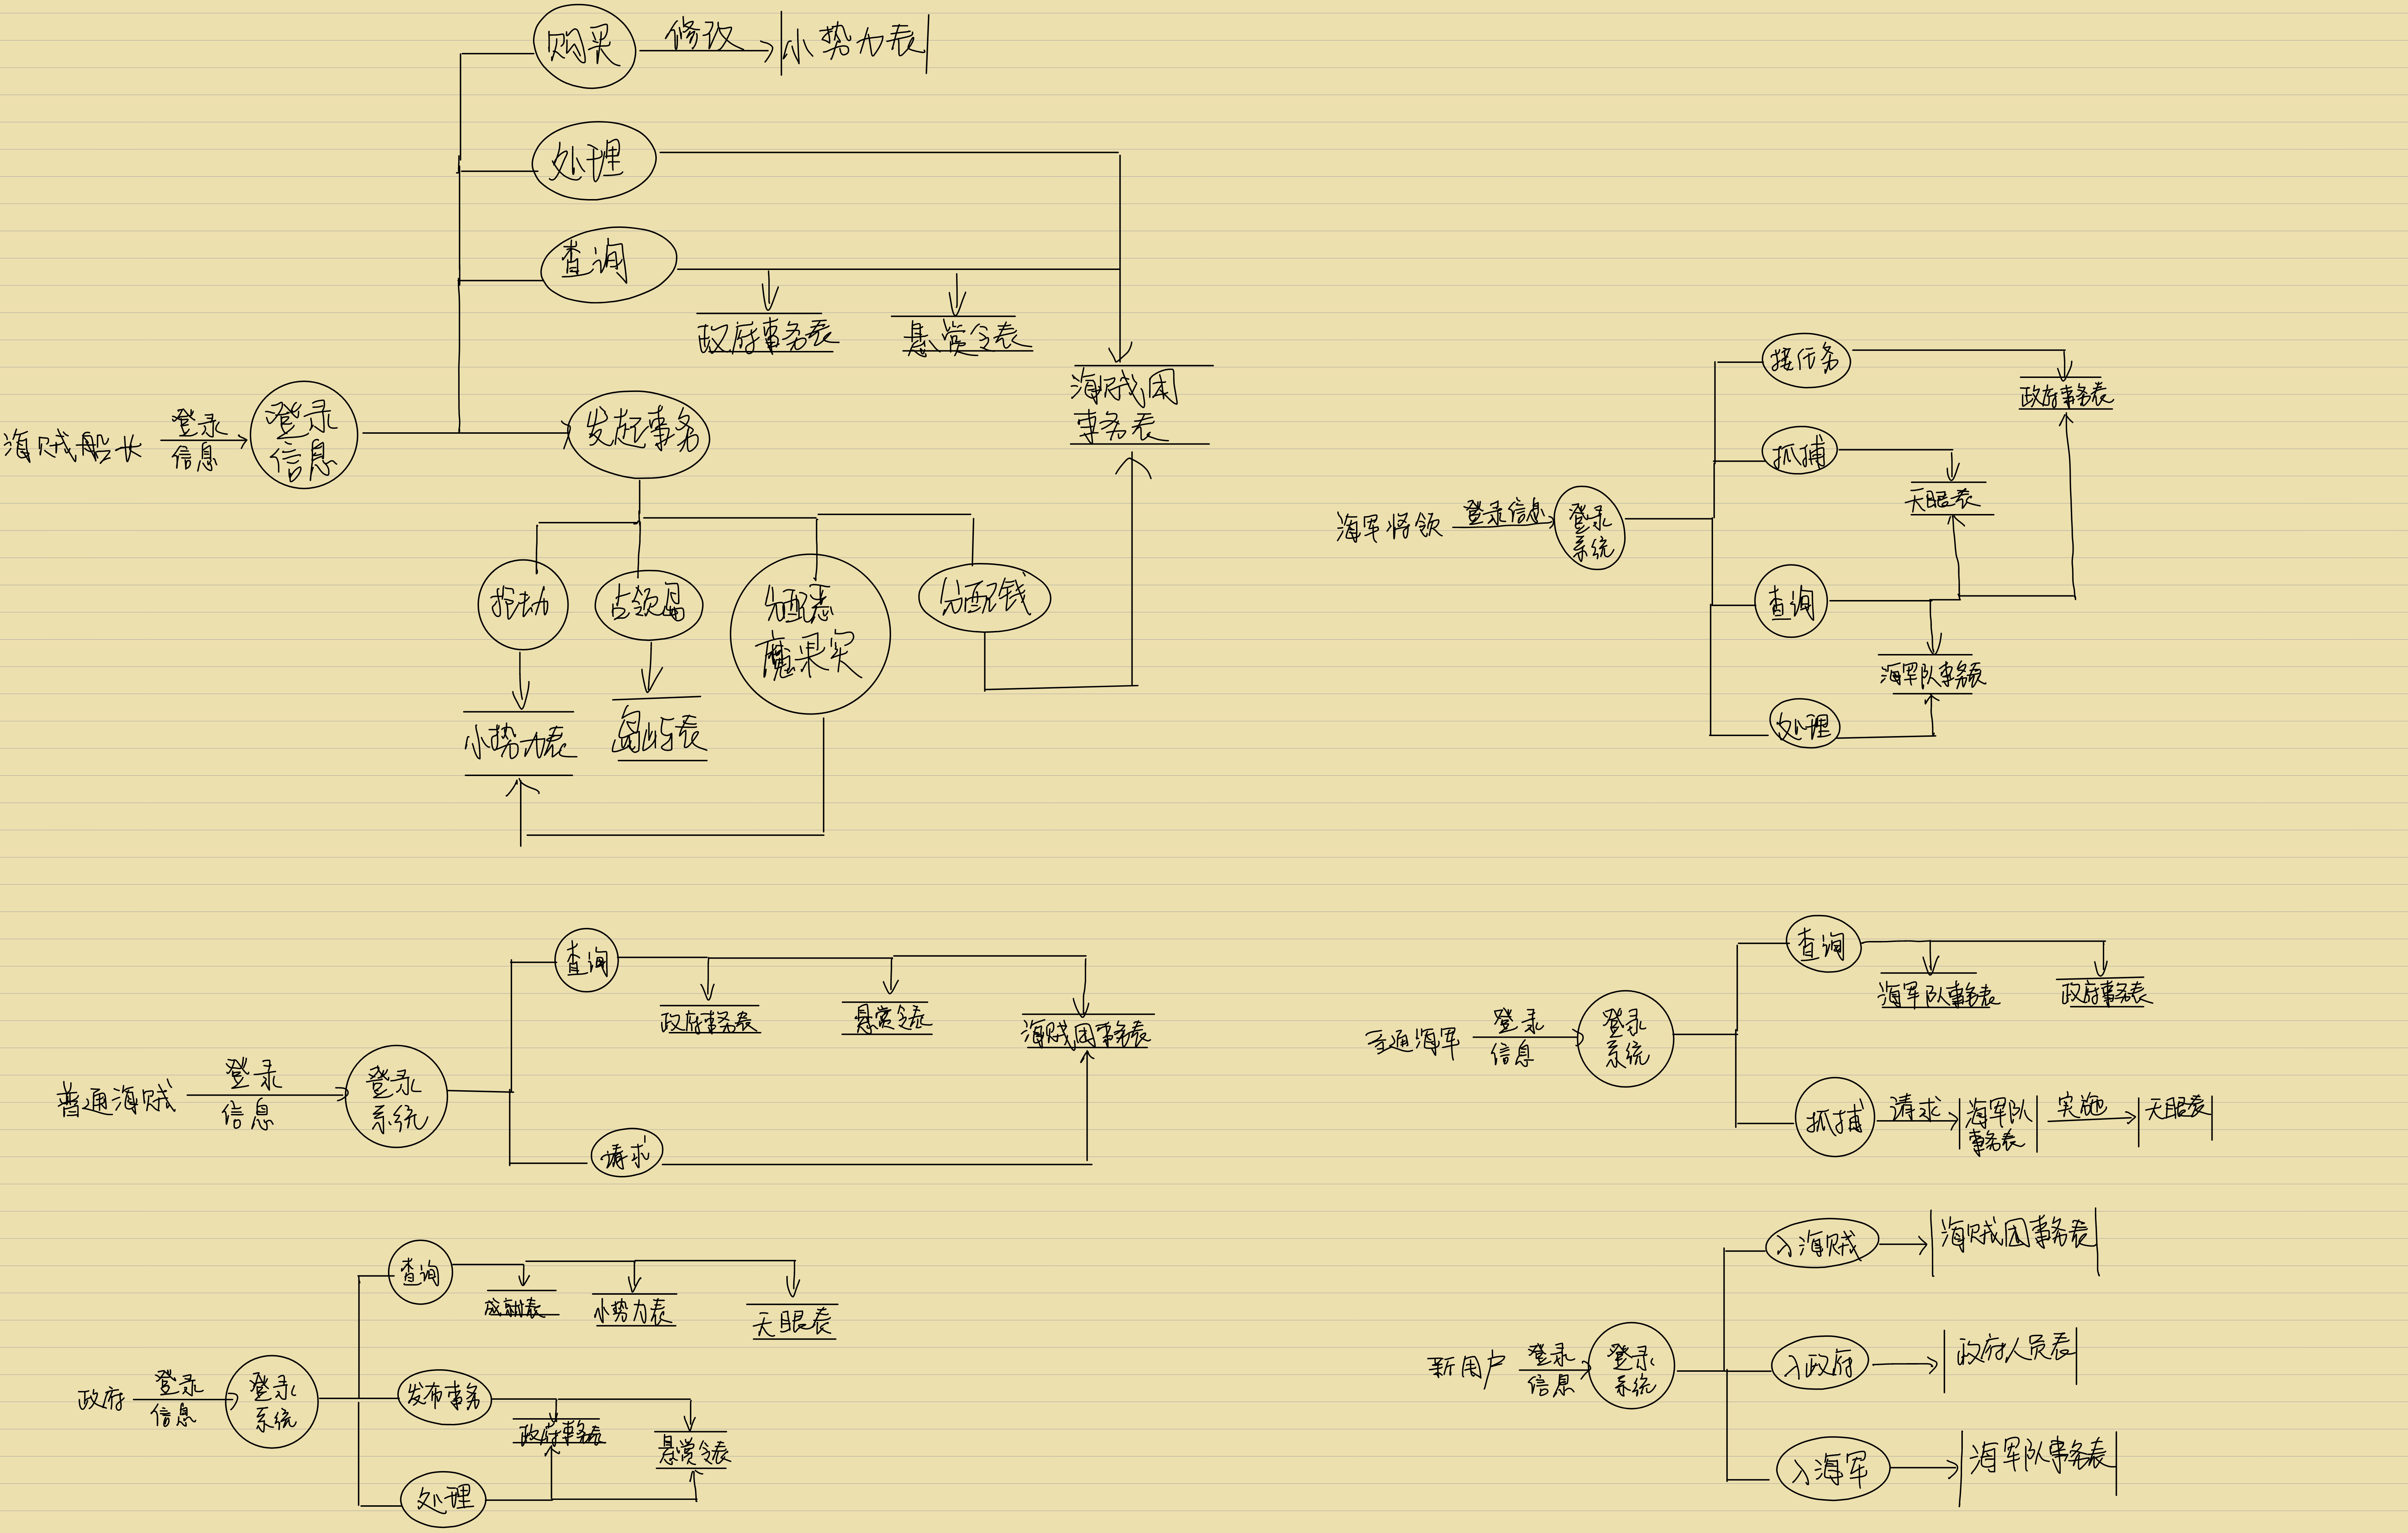 购买
修改
小势力表
处理
查询
政府事务表
悬赏令表
海贼团
事务表
海贼船长
登录
信息
登录
信息
发起事务
抢劫
占领岛
分配恶
魔果实
分配钱
小势力表
岛屿表
海军将领
登录信息
登录
系统
接任务
政府事务表
抓捕
天眼表
查询
海军队事务表
处理
普通海贼
登录
信息
登录
系统
查询
政府事务表
悬赏令表
海贼团事务表
请求
普通海军
登录
信息
登录
系统
查询
海军队事务表
政府事务表
抓捕
请求
海军队
事务表
实施
天眼表
政府
登录
信息
登录
系统
查询
成就表
小势力表
天眼表
发布事务
政府事务表
悬赏令表
处理
新用户
登录
信息
登录
系统
入海贼
海贼团事务表
入政府
政府人员表
入海军
海军队事务表